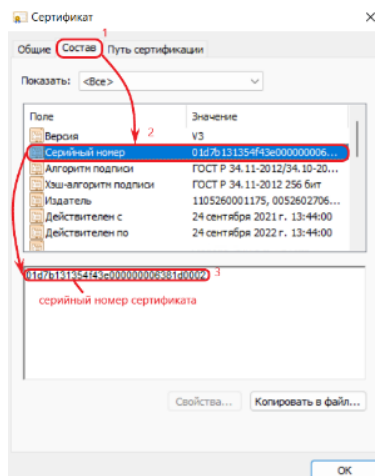 Сертификат
1
Общие Состав Путь сертификации
Показать: <Все>
Поле Значение
Версия V3
2
Серийный номер 01d7b131354f43e000000006...
Алгоритм подписи ГОСТ Р 34.11-2012/34.10-20...
Хэш-алгоритм подписи ГОСТ Р 34.11-2012 256 бит
Издатель 1105260001175, 0052602706...
Действителен с 24 сентября 2021 г. 13:44:00
Действителен по 24 сентября 2022 г. 13:44:00
01d7b131354f43e000000006381d0002 3
серийный номер сертификата
Свойства... Копировать в файл...
ОК